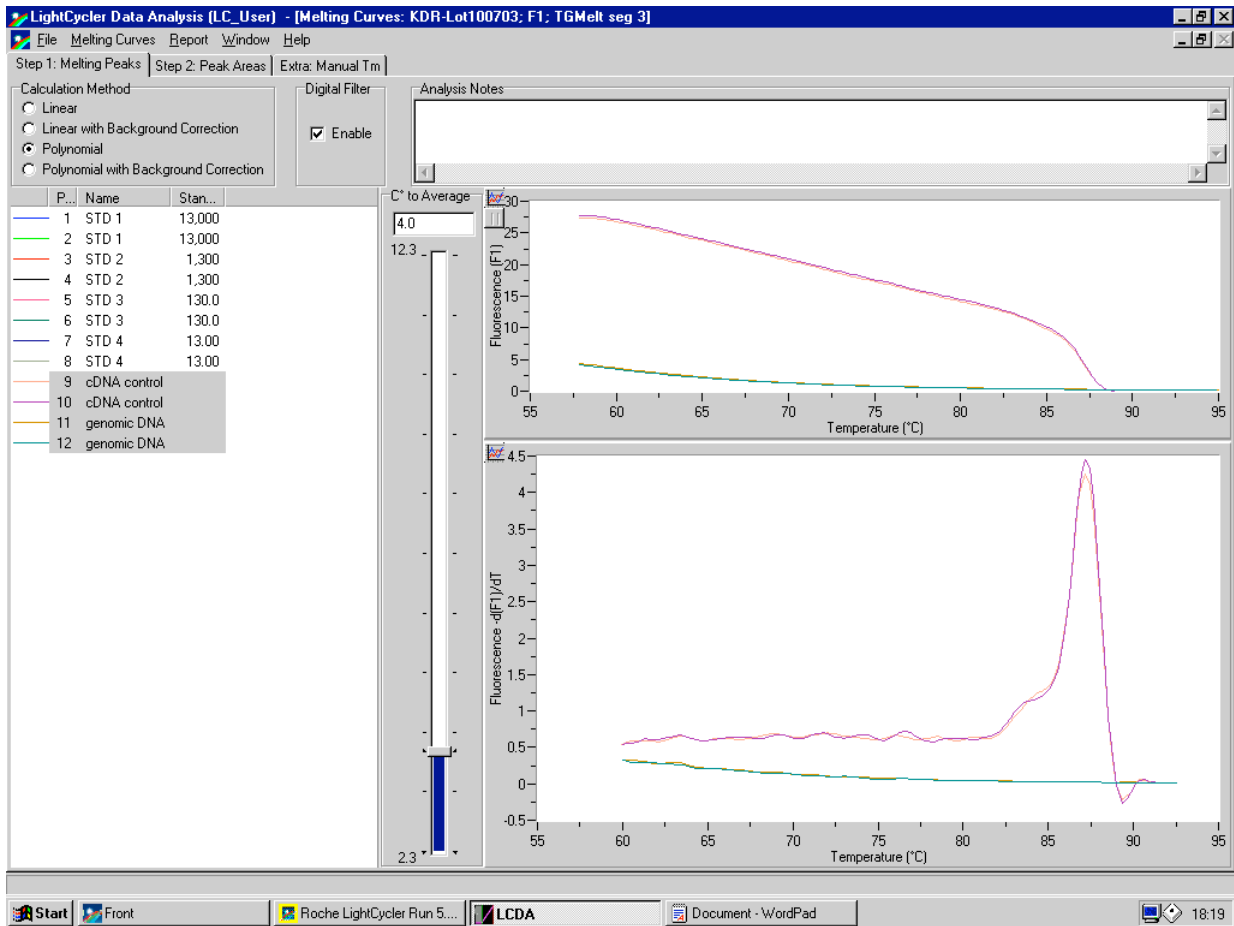 LightCycler Data Analysis (LC_User) - [Melting Curves: KDR-Lot100703; F1; TGMelt seg 3]
File Melting Curves Report Window Help
Step 1: Melting Peaks Step 2: Peak Areas Extra: Manual Tm
Calculation Method
Linear
Linear with Background Correction
Polynomial
Polynomial with Background Correction
Digital Filter
Enable
Analysis Notes
P... Name Stan...
1 STD 1 13,000
2 STD 1 13,000
3 STD 2 1,300
4 STD 2 1,300
5 STD 3 130.0
6 STD 3 130.0
7 STD 4 13.00
8 STD 4 13.00
9 cDNA control
10 cDNA control
11 genomic DNA
12 genomic DNA
C° to Average
4.0
12.3
2.3
30
25
20
15
10
5
0
Fluorescence (F1)
55 60 65 70 75 80 85 90 95
Temperature (°C)
4.5
4
3.5
3
2.5
2
1.5
1
0.5
0
-0.5
Fluorescence -d(F1)/dT
55 60 65 70 75 80 85 90 95
Temperature (°C)
Start Front Roche LightCycler Run 5.... LCDA Document - WordPad 18:19